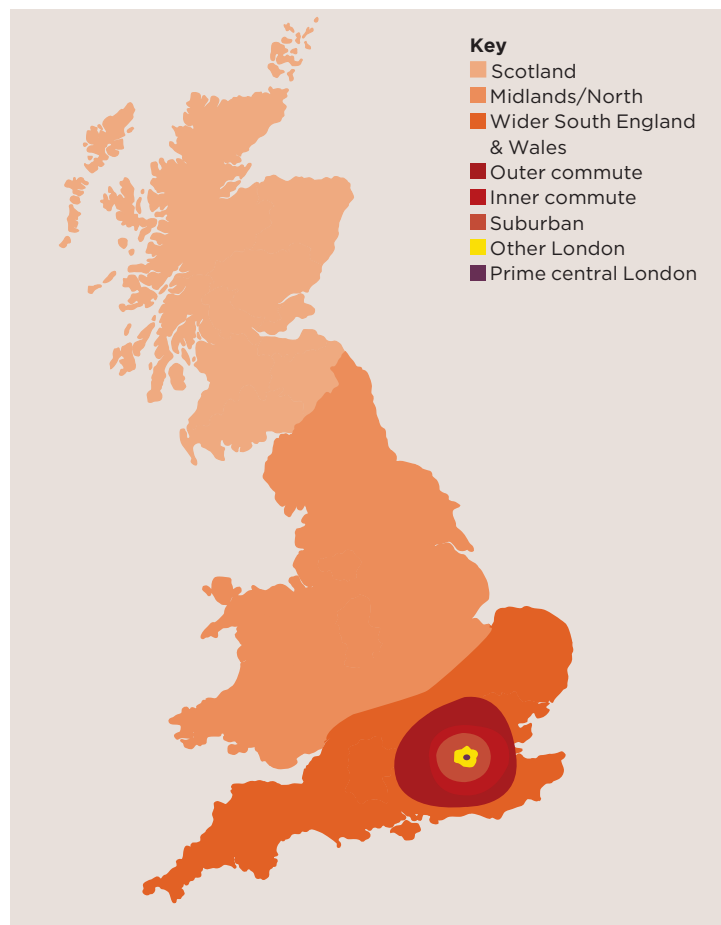 Key
Scotland
Midlands/North
Wider South England
& Wales
Outer commute
Inner commute
Suburban
Other London
Prime central London